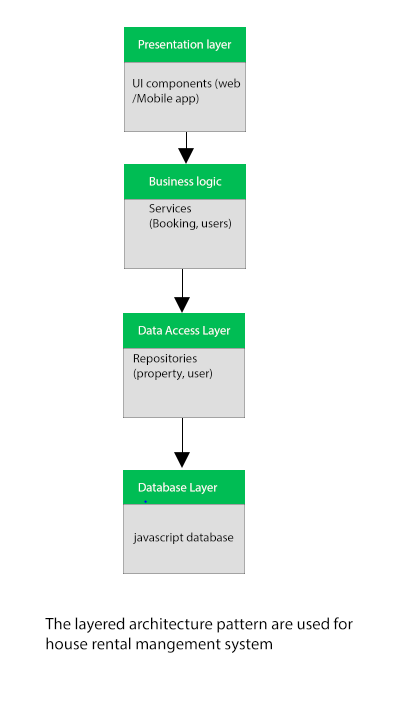 Presentation layer
UI components (web
/Mobile app)
Business logic
Services
(Booking, users)
Data Access Layer
Repositories
(property, user)
Database Layer
javascript database
The layered architecture pattern are used for
house rental mangement system